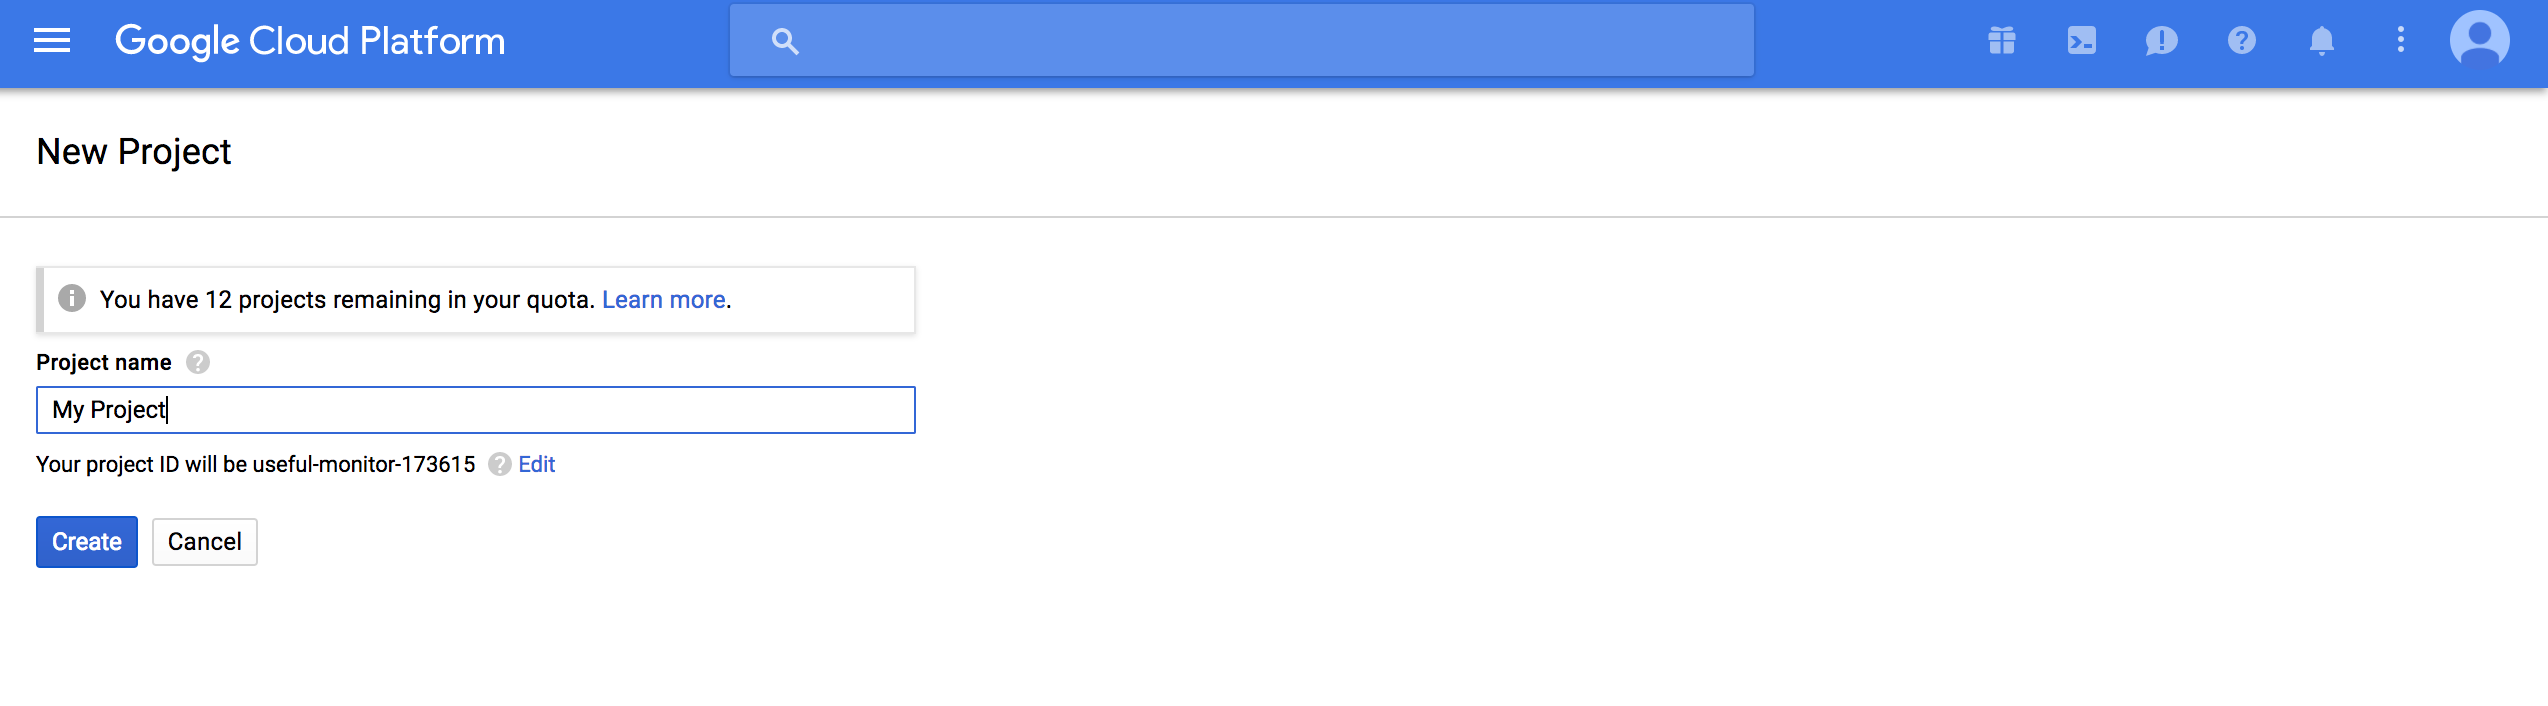 Google Cloud Platform
New Project
You have 12 projects remaining in your quota. Learn more.
Project name
My Project
Your project ID will be useful-monitor-173615 Edit
Create Cancel